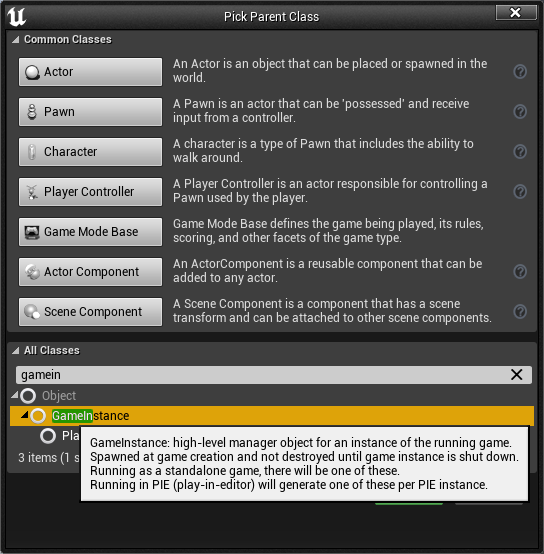 Pick Parent Class
Common Classes
Actor
An Actor is an object that can be placed or spawned in the
world.
Pawn
A Pawn is an actor that can be 'possessed' and receive
input from a controller.
Character
A character is a type of Pawn that includes the ability to
walk around.
Player Controller
A Player Controller is an actor responsible for controlling a
Pawn used by the player.
Game Mode Base
Game Mode Base defines the game being played, its rules,
scoring, and other facets of the game type.
Actor Component
An ActorComponent is a reusable component that can be
added to any actor.
Scene Component
A Scene Component is a component that has a scene
transform and can be attached to other scene components.
All Classes
gamein
Object
GameInstance
Pla
3 items (1 s
GameInstance: high-level manager object for an instance of the running game.
Spawned at game creation and not destroyed until game instance is shut down.
Running as a standalone game, there will be one of these.
Running in PIE (play-in-editor) will generate one of these per PIE instance.